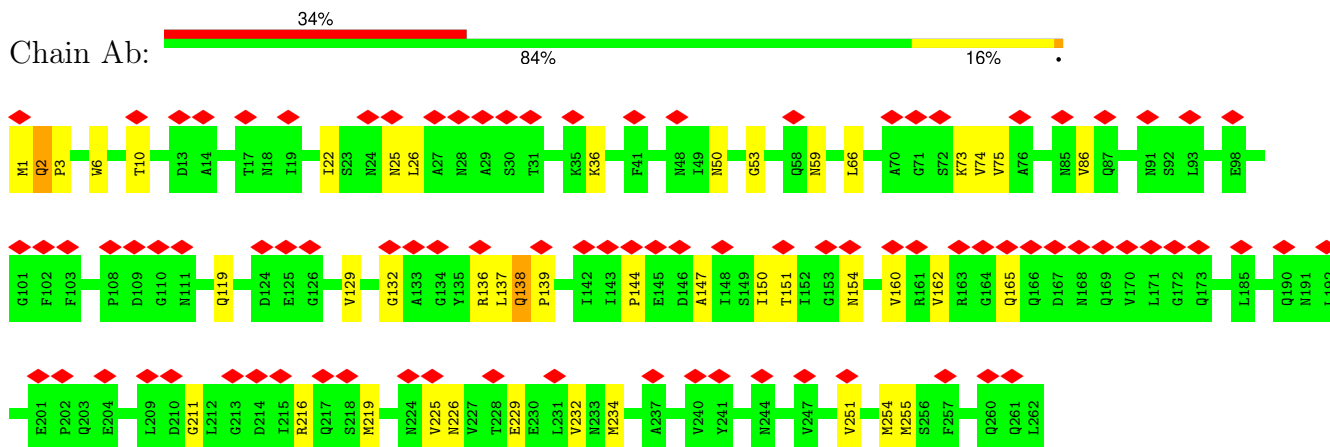 34%
Chain Ab:
84% 16% •
M1 Q2 P3 W6 T10 D13 A14 T17 N18 I19 I22 S23 N24 N25 L26 A27 N28 A29 S30 T31 K35 K36 F41 N48 I49 N50 G53 Q58 N59 L66 A70 G71 S72 K73 V74 V75 A76 N85 V86 Q87 N91 S92 L93 E98
G101 F102 F103 P108 D109 G110 N111 Q119 D124 E125 G126 V129 G132 A133 G134 Y135 R136 L137 Q138 P139 I142 I143 P144 E145 D146 A147 I148 S149 I150 T151 I152 G153 N154 V160 R161 V162 R163 G164 Q165 Q166 D167 N168 Q169 V170 L171 G172 Q173 L185 Q190 N191 L192
E201 P202 Q203 E204 L209 D210 G211 L212 G213 D214 I215 R216 Q217 S218 M219 N224 V225 N226 V227 T228 E229 E230 L231 V232 N233 M234 A237 V240 Y241 N244 V247 V251 M254 M255 S256 F257 Q260 Q261 L262